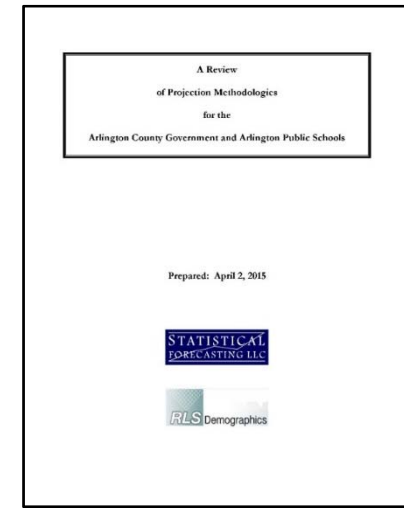 A Review
of Projection Methodologies
for the
Arlington County Government and Arlington Public Schools
Prepared: April 2, 2015
STATISTICAL
FORECASTING LLC
RLS Demographics